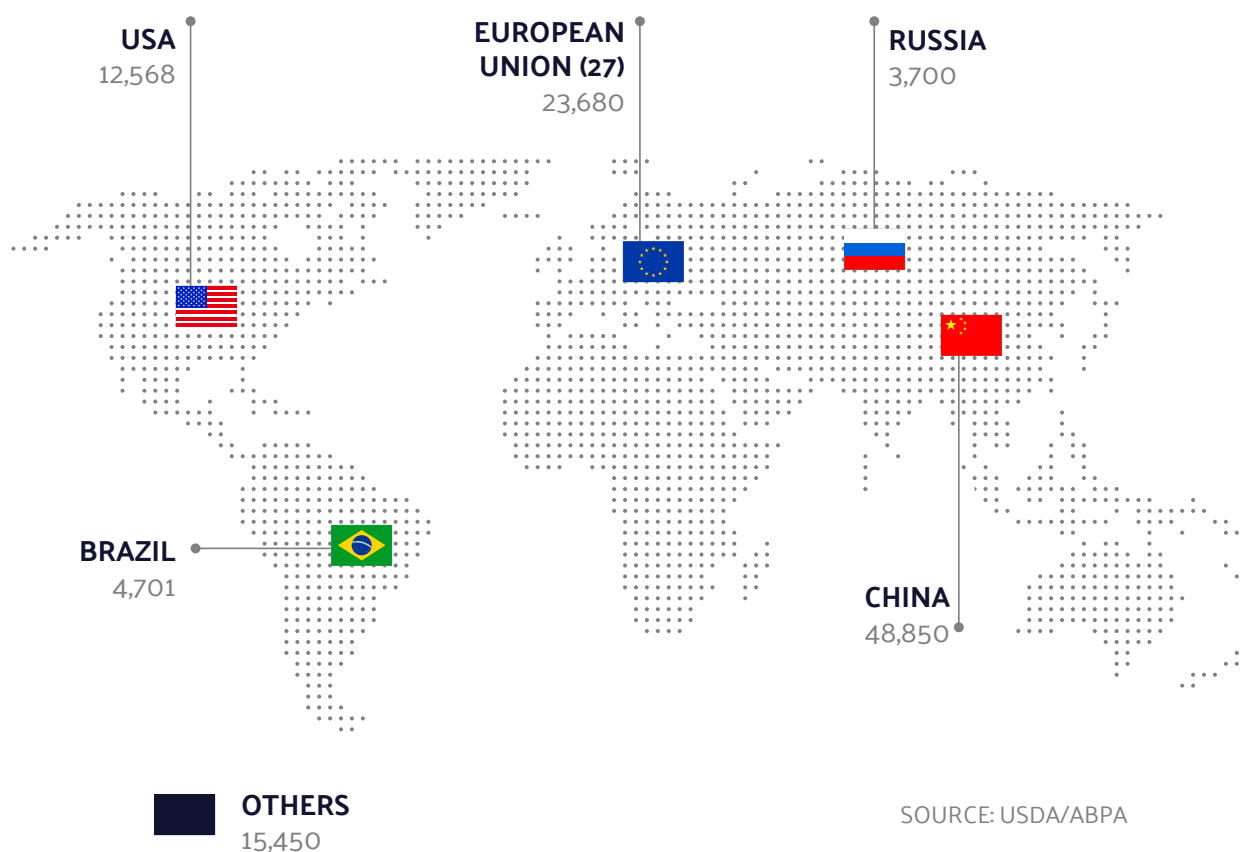 USA
12,568
EUROPEAN
UNION (27)
23,680
RUSSIA
3,700
BRAZIL
4,701
CHINA
48,850
OTHERS
15,450
SOURCE: USDA/ABPA